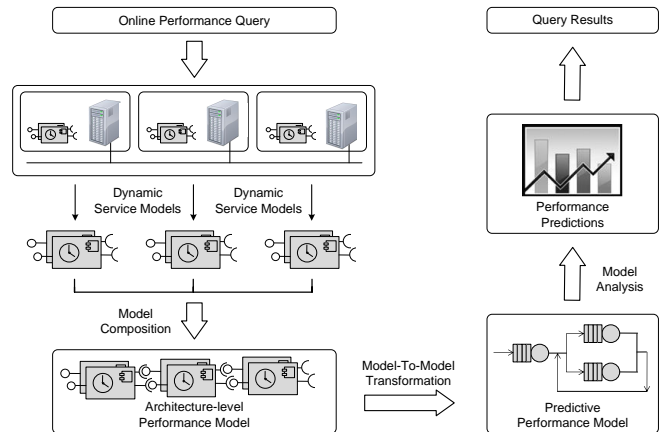 Online Performance Query
Dynamic
Service Models
Dynamic
Service Models
Model
Composition
Architecture-level
Performance Model
Model-To-Model
Transformation
Predictive
Performance Model
Model
Analysis
Performance
Predictions
Query Results